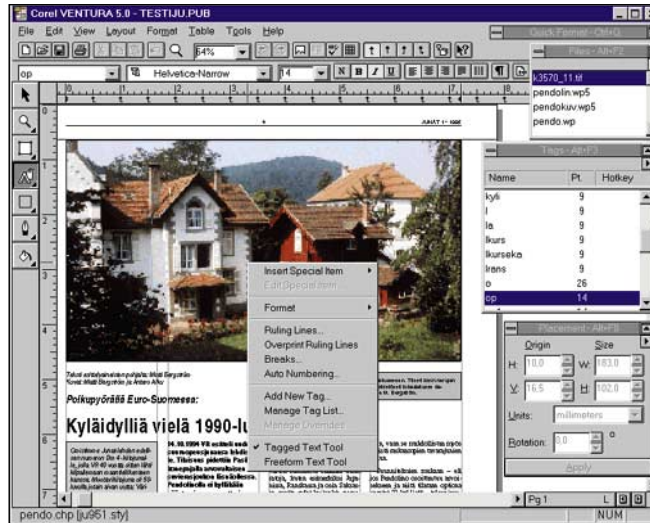 Corel VENTURA 5.0 - TESTIJU.PUB
File Edit View Layout Format Table Tools Help
Quick Format - Ctrl+Q
64%
Files - Alt+F2
op
Helvetica-Narrow
14
N B I U
k3570_11.tif
pendolin.wp5
pendokuv.wp5
pendo.wp
JUNAT 1 - 1995
Tags - Alt+F3
Name Pt. Hotkey
kyli 9
l 9
la 9
lkurs 9
lkurseka 9
lrans 9
o 26
op 14
Insert Special Item
Edit Special Item
Format
Ruling Lines...
Overprint Ruling Lines
Breaks...
Auto Numbering...
Add New Tag...
Manage Tag List...
Manage Overrides
Tagged Text Tool
Freeform Text Tool
Placement - Alt+F8
Origin Size
H: 10,0 W: 183,0
V: 16,5 H: 102,0
Units: millimeters
Rotation: 0,0 °
Apply
Polkupyörällä Euro-Suomessa:
Kyläidylliä vielä 1990-lu
Pg1 L
pendo.chp [ju951.sty] NUM